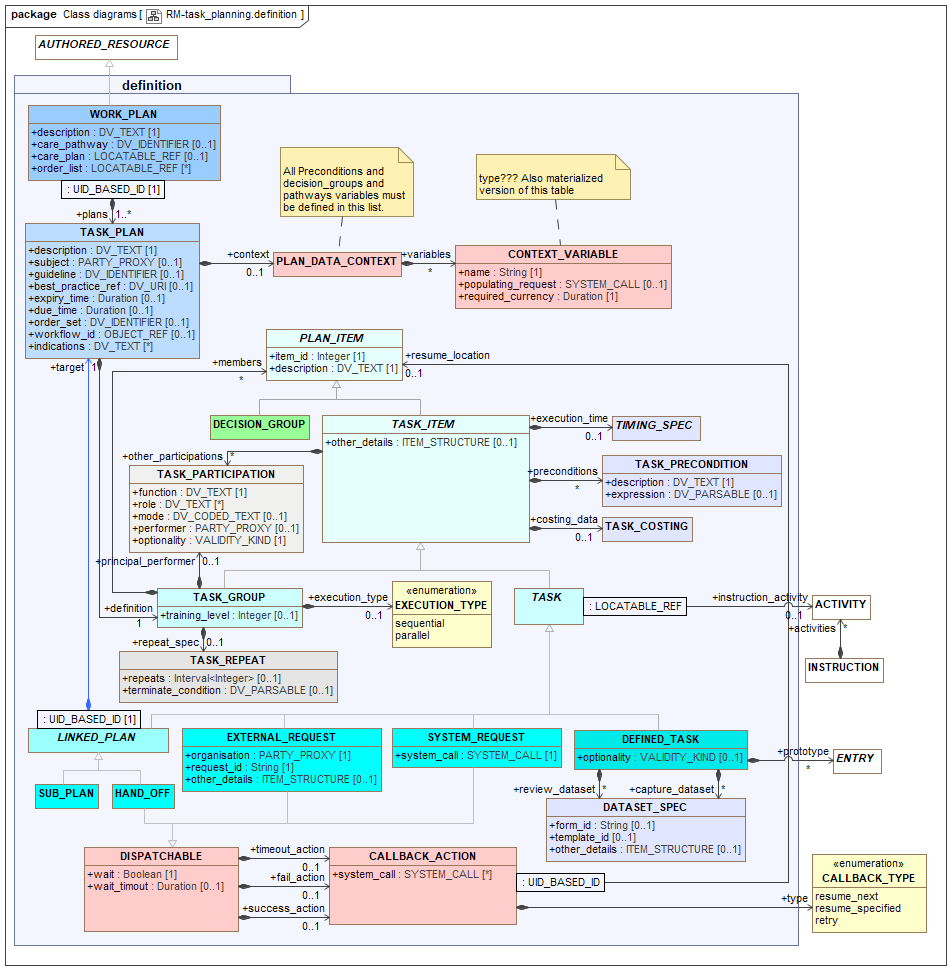 package Class diagrams [ RM-task_planning.definition ]
AUTHORED_RESOURCE
definition
WORK_PLAN
+description : DV_TEXT [1]
+care_pathway : DV_IDENTIFIER [0..1]
+care_plan : LOCATABLE_REF [0..1]
+order_list : LOCATABLE_REF [*]
: UID_BASED_ID [1]
+plans 1..*
All Preconditions and
decision_groups and
pathways variables must
be defined in this list.
type??? Also materialized
version of this table
TASK_PLAN
+description : DV_TEXT [1]
+subject : PARTY_PROXY [0..1]
+guideline : DV_IDENTIFIER [0..1]
+best_practice_ref : DV_URI [0..1]
+expiry_time : Duration [0..1]
+due_time : Duration [0..1]
+order_set : DV_IDENTIFIER [0..1]
+workflow_id : OBJECT_REF [0..1]
+indications : DV_TEXT [*]
+context
0..1
PLAN_DATA_CONTEXT
+variables
*
CONTEXT_VARIABLE
+name : String [1]
+populating_request : SYSTEM_CALL [0..1]
+required_currency : Duration [1]
PLAN_ITEM
+item_id : Integer [1]
+description : DV_TEXT [1]
+resume_location
0..1
+target 1
+members
*
DECISION_GROUP
TASK_ITEM
+other_details : ITEM_STRUCTURE [0..1]
+execution_time
0..1
TIMING_SPEC
+preconditions
*
TASK_PRECONDITION
+description : DV_TEXT [1]
+expression : DV_PARSABLE [0..1]
+costing_data
0..1
TASK_COSTING
+other_participations *
TASK_PARTICIPATION
+function : DV_TEXT [1]
+role : DV_TEXT [*]
+mode : DV_CODED_TEXT [0..1]
+performer : PARTY_PROXY [0..1]
+optionality : VALIDITY_KIND [1]
+principal_performer 0..1
+definition
1
TASK_GROUP
+training_level : Integer [0..1]
+execution_type
0..1
«enumeration»
EXECUTION_TYPE
sequential
parallel
TASK
: LOCATABLE_REF
+instruction_activity
0..1
ACTIVITY
+activities *
INSTRUCTION
+repeat_spec 0..1
TASK_REPEAT
+repeats : Interval<Integer> [0..1]
+terminate_condition : DV_PARSABLE [0..1]
: UID_BASED_ID [1]
LINKED_PLAN
EXTERNAL_REQUEST
+organisation : PARTY_PROXY [1]
+request_id : String [1]
+other_details : ITEM_STRUCTURE [0..1]
SYSTEM_REQUEST
+system_call : SYSTEM_CALL [1]
DEFINED_TASK
+optionality : VALIDITY_KIND [0..1]
+prototype
*
ENTRY
SUB_PLAN
HAND_OFF
+review_dataset *
+capture_dataset *
DATASET_SPEC
+form_id : String [0..1]
+template_id [0..1]
+other_details : ITEM_STRUCTURE [0..1]
DISPATCHABLE
+wait : Boolean [1]
+wait_timout : Duration [0..1]
+timeout_action
0..1
+fail_action
0..1
+success_action
0..1
CALLBACK_ACTION
+system_call : SYSTEM_CALL [*]
: UID_BASED_ID
+type
«enumeration»
CALLBACK_TYPE
resume_next
resume_specified
retry